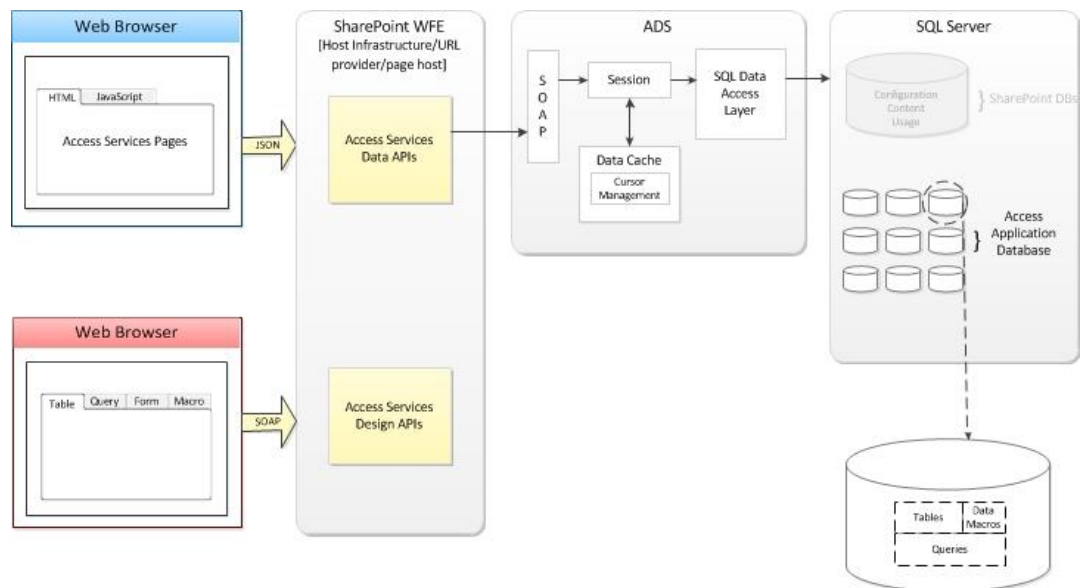 Web Browser
HTML
JavaScript
Access Services Pages
JSON
SharePoint WFE
[Host Infrastructure/URL
provider/page host]
Access Services
Data APIs
ADS
S
O
A
P
Session
SQL Data
Access
Layer
Data Cache
Cursor
Management
SQL Server
Configuration
Content
Usage
SharePoint DBs
Access
Application
Database
Web Browser
Table
Query
Form
Macro
SOAP
Access Services
Design APIs
Tables
Data
Macros
Queries